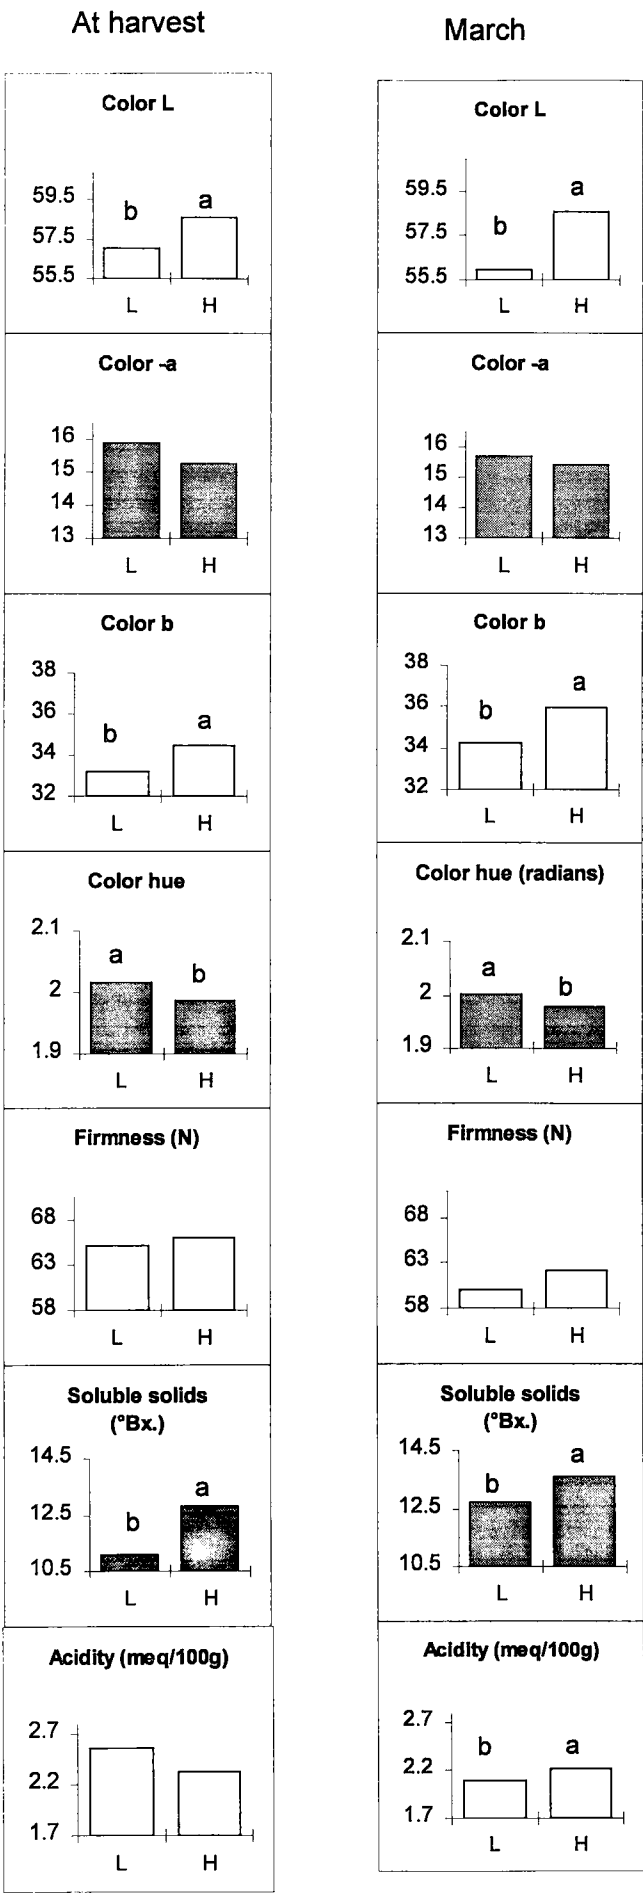 At harvest
Color L
59.5
57.5
55.5
b
a
L
H
Color -a
16
15
14
13
L
H
Color b
38
36
34
32
b
a
L
H
Color hue
2.1
2
1.9
a
b
L
H
Firmness (N)
68
63
58
L
H
Soluble solids
(°Bx.)
14.5
12.5
10.5
b
a
L
H
Acidity (meq/100g)
2.7
2.2
1.7
L
H
March
Color L
59.5
57.5
55.5
b
a
L
H
Color -a
16
15
14
13
L
H
Color b
38
36
34
32
b
a
L
H
Color hue (radians)
2.1
2
1.9
a
b
L
H
Firmness (N)
68
63
58
L
H
Soluble solids
(°Bx.)
14.5
12.5
10.5
b
a
L
H
Acidity (meq/100g)
2.7
2.2
1.7
b
a
L
H